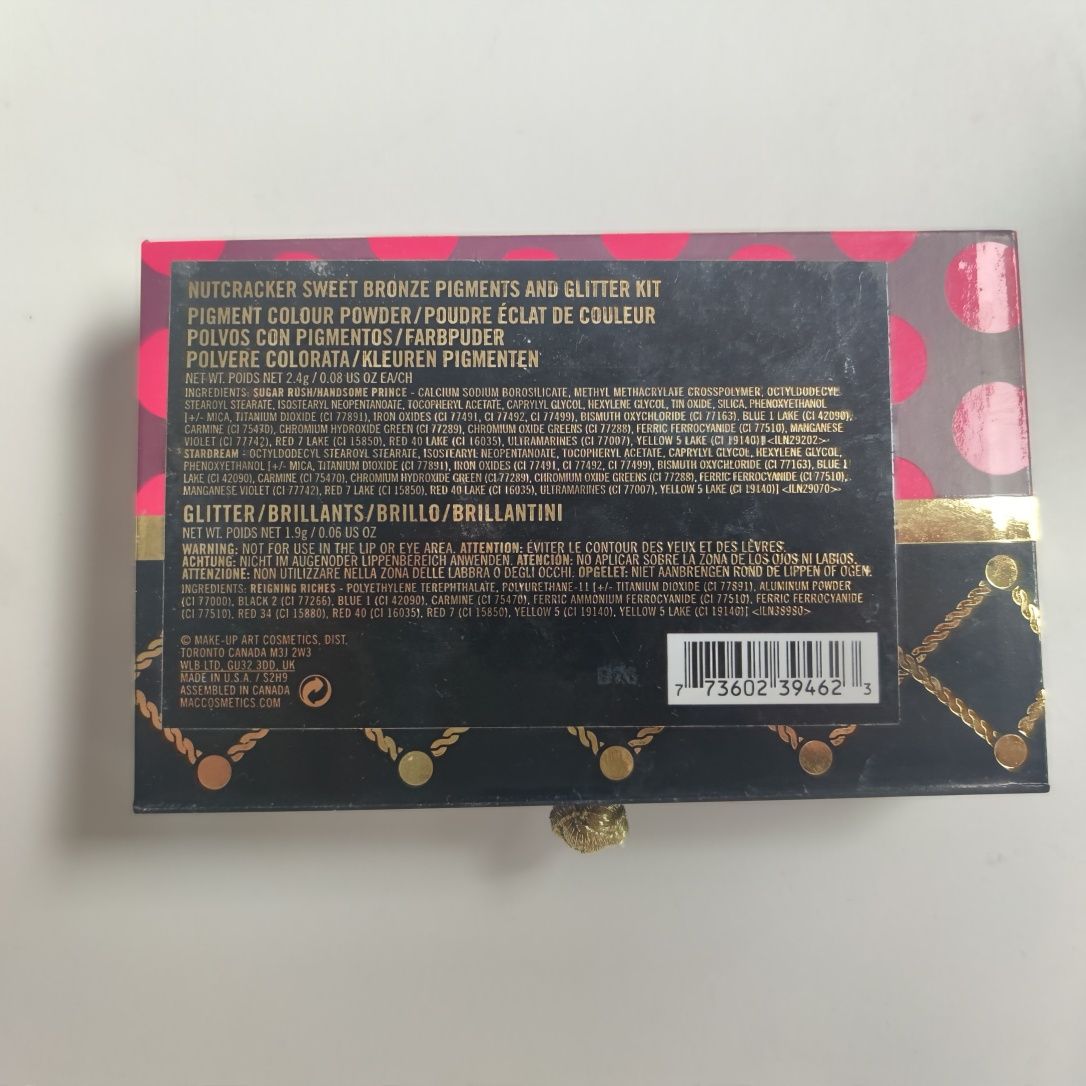 NUTCRACKER SWEET BRONZE PIGMENTS AND GLITTER KIT
PIGMENT COLOUR POWDER/POUDRE ÉCLAT DE COULEUR
POLVOS CON PIGMENTOS/FARBPUDER
POLVERE COLORATA/KLEUREN PIGMENTEN
NET WT. POIDS NET 2.4g / 0.08 US OZ EA/CH
INGREDIENTS: SUGAR RUSH/HANDSOME PRINCE - CALCIUM SODIUM BOROSILICATE, METHYL METHACRYLATE CROSSPOLYMER, OCTYLDODECYL
STEAROYL STEARATE, ISOSTEARYL NEOPENTANOATE, TOCOPHERYL ACETATE, CAPRYLYL GLYCOL, HEXYLENE GLYCOL, TIN OXIDE, SILICA, PHENOXYETHANOL
[+/- MICA, TITANIUM DIOXIDE (CI 77891), IRON OXIDES (CI 77491, CI 77492, CI 77499), BISMUTH OXYCHLORIDE (CI 77163), BLUE 1 LAKE (CI 42090),
CARMINE (CI 75470), CHROMIUM HYDROXIDE GREEN (CI 77289), CHROMIUM OXIDE GREENS (CI 77288), FERRIC FERROCYANIDE (CI 77510), MANGANESE
VIOLET (CI 77742), RED 7 LAKE (CI 15850), RED 40 LAKE (CI 16035), ULTRAMARINES (CI 77007), YELLOW 5 LAKE (CI 19140)] <ILN29202>
STARDREAM - OCTYLDODECYL STEAROYL STEARATE, ISOSTEARYL NEOPENTANOATE, TOCOPHERYL ACETATE, CAPRYLYL GLYCOL, HEXYLENE GLYCOL,
PHENOXYETHANOL [+/- MICA, TITANIUM DIOXIDE (CI 77891), IRON OXIDES (CI 77491, CI 77492, CI 77499), BISMUTH OXYCHLORIDE (CI 77163), BLUE 1
LAKE (CI 42090), CARMINE (CI 75470), CHROMIUM HYDROXIDE GREEN (CI 77289), CHROMIUM OXIDE GREENS (CI 77288), FERRIC FERROCYANIDE (CI 77510),
MANGANESE VIOLET (CI 77742), RED 7 LAKE (CI 15850), RED 40 LAKE (CI 16035), ULTRAMARINES (CI 77007), YELLOW 5 LAKE (CI 19140)] <ILN29070>
GLITTER/BRILLANTS/BRILLO/BRILLANTINI
NET WT. POIDS NET 1.9g / 0.06 US OZ
WARNING: NOT FOR USE IN THE LIP OR EYE AREA. ATTENTION: ÉVITER LE CONTOUR DES YEUX ET DES LÈVRES.
ACHTUNG: NICHT IM AUGENODER LIPPENBEREICH ANWENDEN. ATENCIÓN: NO APLICAR SOBRE LA ZONA DE LOS OJOS NI LABIOS.
ATTENZIONE: NON UTILIZZARE NELLA ZONA DELLE LABBRA O DEGLI OCCHI. OPGELET: NIET AANBRENGEN ROND DE LIPPEN OF OGEN.
INGREDIENTS: REIGNING RICHES - POLYETHYLENE TEREPHTHALATE, POLYURETHANE-11 [+/- TITANIUM DIOXIDE (CI 77891), ALUMINUM POWDER
(CI 77000), BLACK 2 (CI 77266), BLUE 1 (CI 42090), CARMINE (CI 75470), FERRIC AMMONIUM FERROCYANIDE (CI 77510), FERRIC FERROCYANIDE
(CI 77510), RED 34 (CI 15880), RED 40 (CI 16035), RED 7 (CI 15850), YELLOW 5 (CI 19140), YELLOW 5 LAKE (CI 19140)] <ILN38980>
© MAKE-UP ART COSMETICS, DIST.
TORONTO CANADA M3J 2W3
WLB LTD. GU32 3DD, UK
MADE IN U.S.A. / S2H9
ASSEMBLED IN CANADA
MACCOSMETICS.COM
7 73602 39462 3